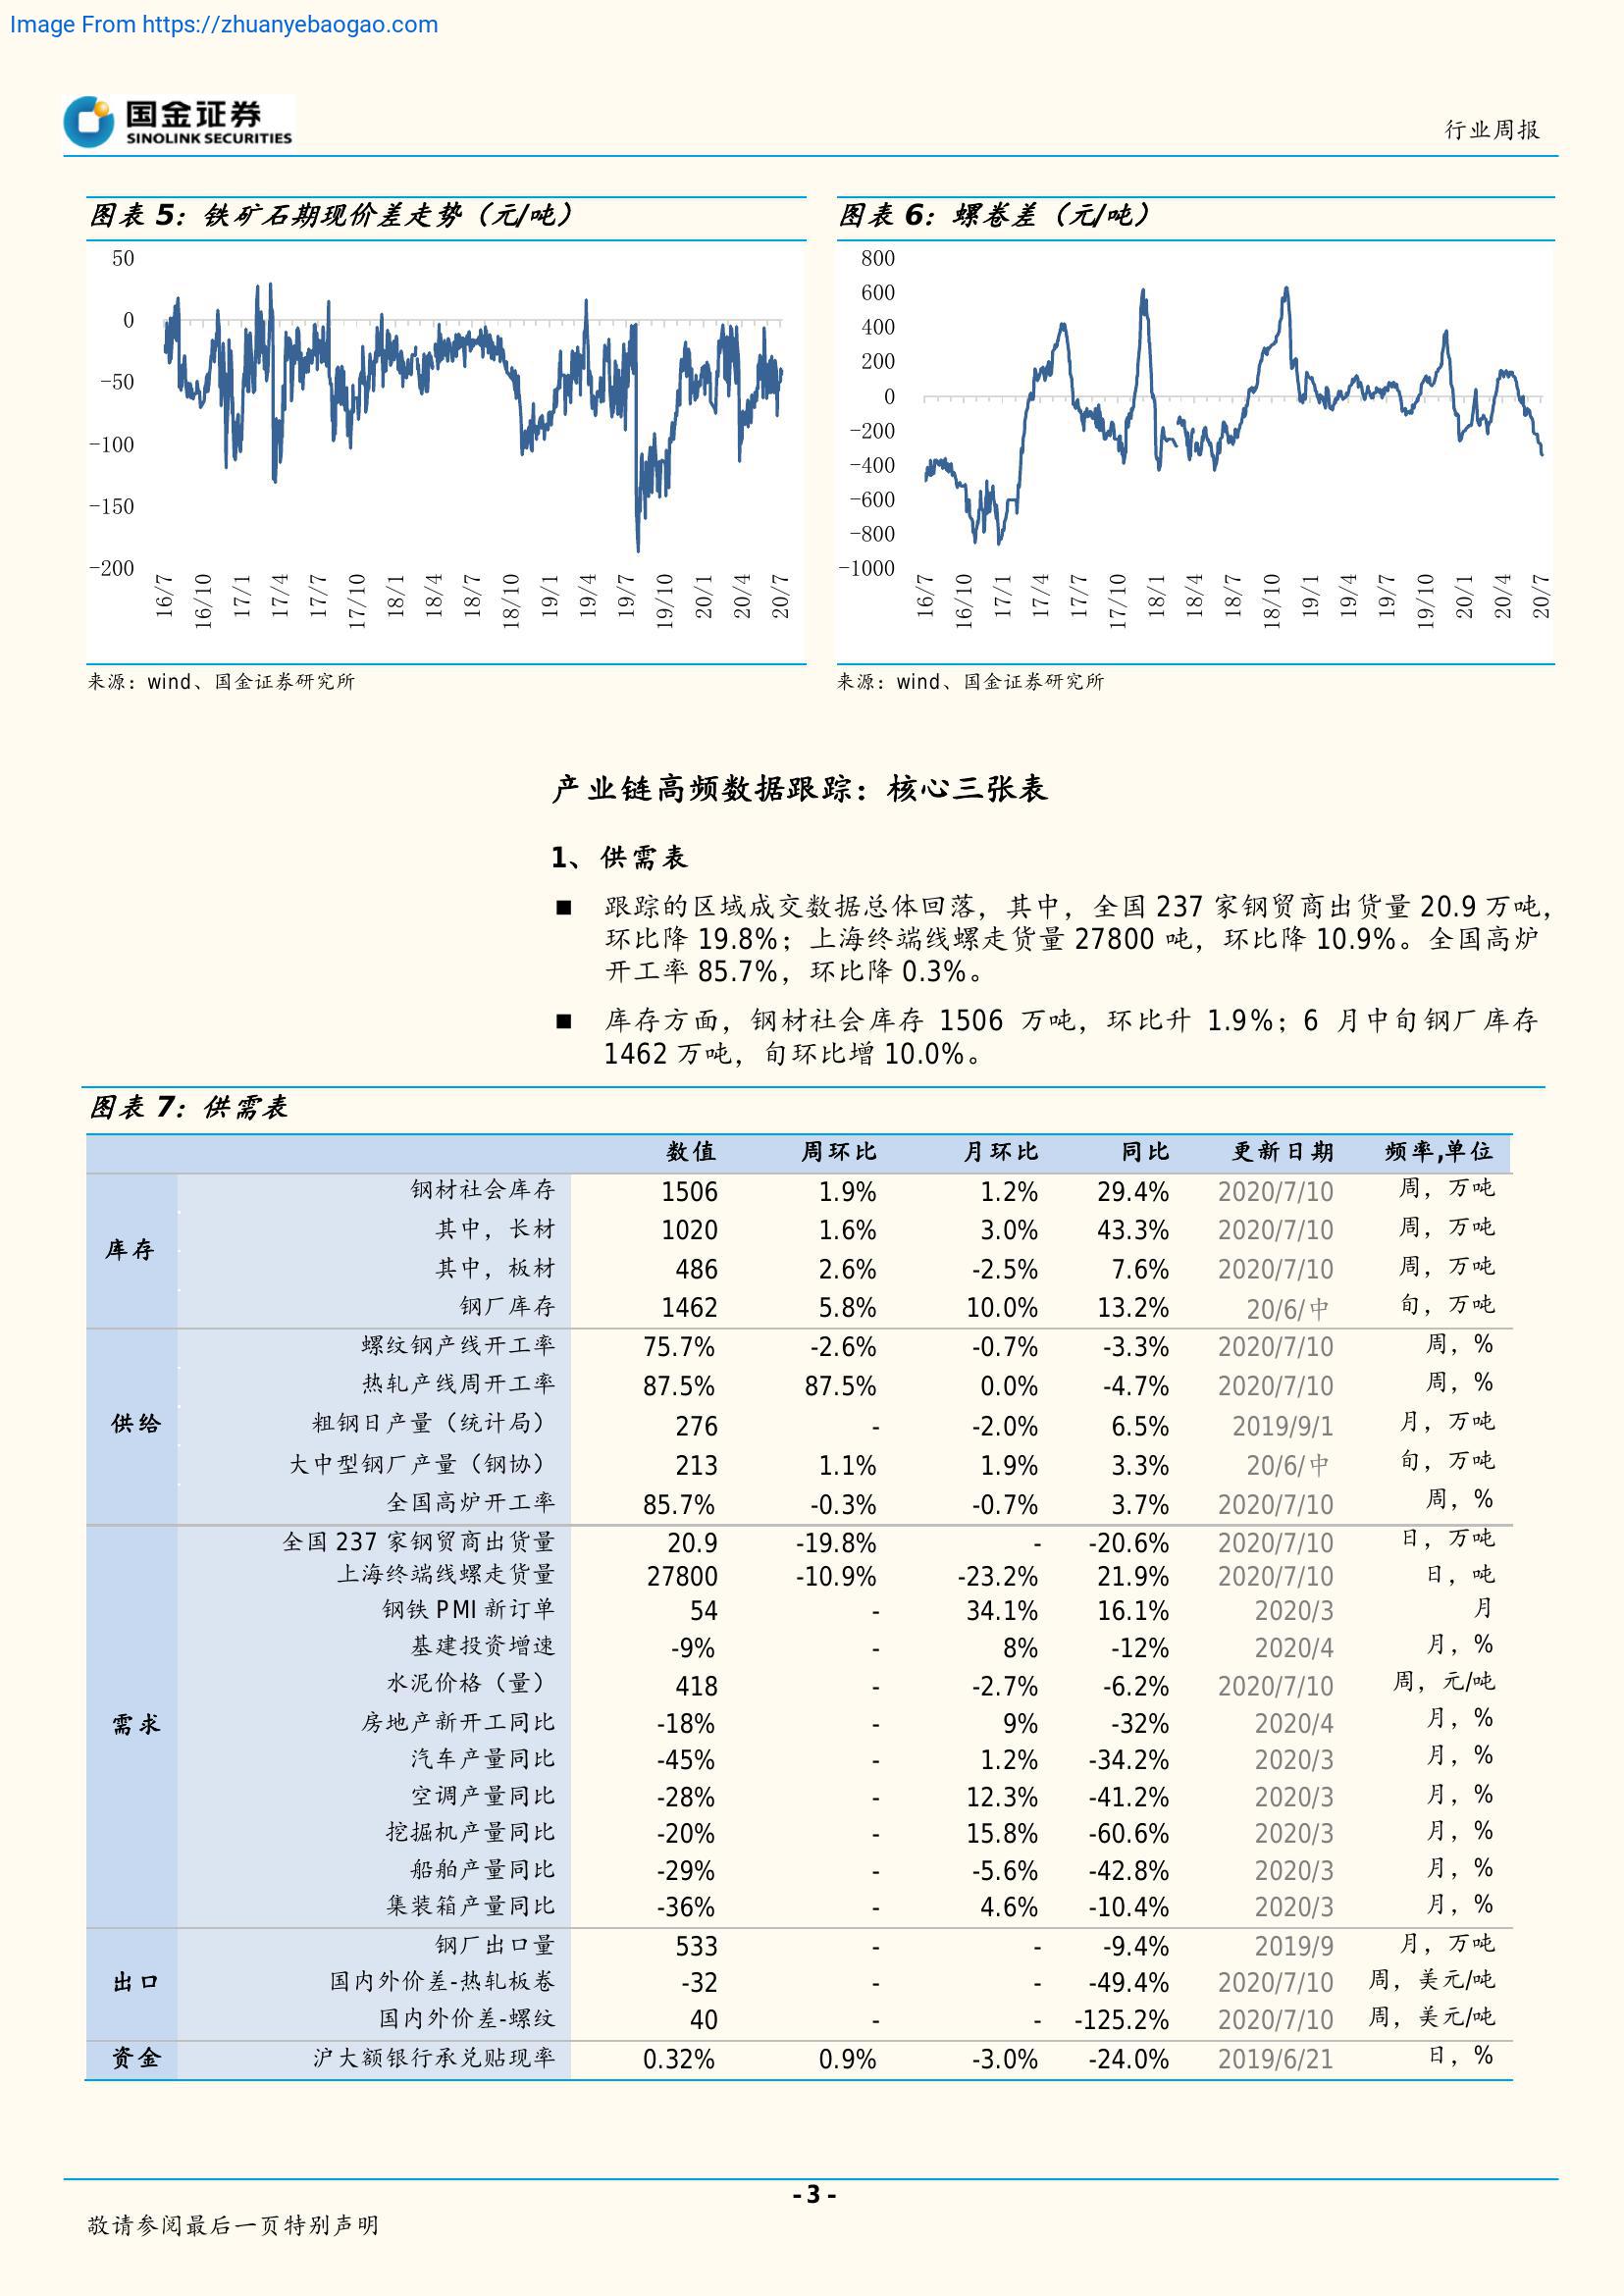 Image From https://zhuanyebaogao.com
国金证券
SINOLINK SECURITIES
行业周报
图表 5：铁矿石期现价差走势（元/吨）
50
0
-50
-100
-150
-200
16/7 16/10 17/1 17/4 17/7 17/10 18/1 18/4 18/7 18/10 19/1 19/4 19/7 19/10 20/1 20/4 20/7
来源：wind、国金证券研究所
图表 6：螺卷差（元/吨）
800
600
400
200
0
-200
-400
-600
-800
-1000
16/7 16/10 17/1 17/4 17/7 17/10 18/1 18/4 18/7 18/10 19/1 19/4 19/7 19/10 20/1 20/4 20/7
来源：wind、国金证券研究所
产业链高频数据跟踪：核心三张表
1、供需表
■ 跟踪的区域成交数据总体回落，其中，全国 237 家钢贸商出货量 20.9 万吨，
环比降 19.8%；上海终端线螺走货量 27800 吨，环比降 10.9%。全国高炉
开工率 85.7%，环比降 0.3%。
■ 库存方面，钢材社会库存 1506 万吨，环比升 1.9%；6 月中旬钢厂库存
1462 万吨，旬环比增 10.0%。
图表 7：供需表
数值 周环比 月环比 同比 更新日期 频率,单位
库存
钢材社会库存 1506 1.9% 1.2% 29.4% 2020/7/10 周，万吨
其中，长材 1020 1.6% 3.0% 43.3% 2020/7/10 周，万吨
其中，板材 486 2.6% -2.5% 7.6% 2020/7/10 周，万吨
钢厂库存 1462 5.8% 10.0% 13.2% 20/6/中 旬，万吨
供给
螺纹钢产线开工率 75.7% -2.6% -0.7% -3.3% 2020/7/10 周，%
热轧产线周开工率 87.5% 87.5% 0.0% -4.7% 2020/7/10 周，%
粗钢日产量（统计局） 276 - -2.0% 6.5% 2019/9/1 月，万吨
大中型钢厂产量（钢协） 213 1.1% 1.9% 3.3% 20/6/中 旬，万吨
全国高炉开工率 85.7% -0.3% -0.7% 3.7% 2020/7/10 周，%
需求
全国 237 家钢贸商出货量 20.9 -19.8% - -20.6% 2020/7/10 日，万吨
上海终端线螺走货量 27800 -10.9% -23.2% 21.9% 2020/7/10 日，吨
钢铁 PMI 新订单 54 - 34.1% 16.1% 2020/3 月
基建投资增速 -9% - 8% -12% 2020/4 月，%
水泥价格（量） 418 - -2.7% -6.2% 2020/7/10 周，元/吨
房地产新开工同比 -18% - 9% -32% 2020/4 月，%
汽车产量同比 -45% - 1.2% -34.2% 2020/3 月，%
空调产量同比 -28% - 12.3% -41.2% 2020/3 月，%
挖掘机产量同比 -20% - 15.8% -60.6% 2020/3 月，%
船舶产量同比 -29% - -5.6% -42.8% 2020/3 月，%
集装箱产量同比 -36% - 4.6% -10.4% 2020/3 月，%
出口
钢厂出口量 533 - - -9.4% 2019/9 月，万吨
国内外价差-热轧板卷 -32 - - -49.4% 2020/7/10 周，美元/吨
国内外价差-螺纹 40 - - -125.2% 2020/7/10 周，美元/吨
资金
沪大额银行承兑贴现率 0.32% 0.9% -3.0% -24.0% 2019/6/21 日，%
- 3 -
敬请参阅最后一页特别声明